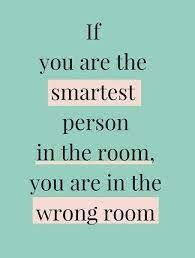 If
you are the
smartest
person
in the room,
you are in the
wrong room